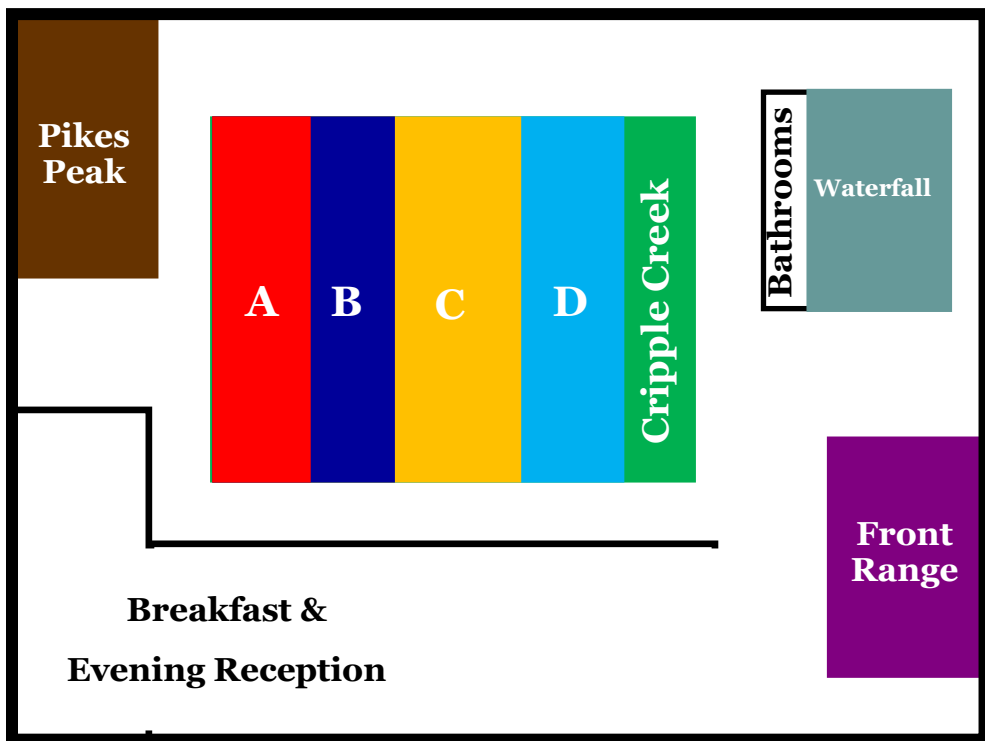 Pikes
Peak
A
B
C
D
Cripple Creek
Bathrooms
Waterfall
Front
Range
Breakfast &
Evening Reception